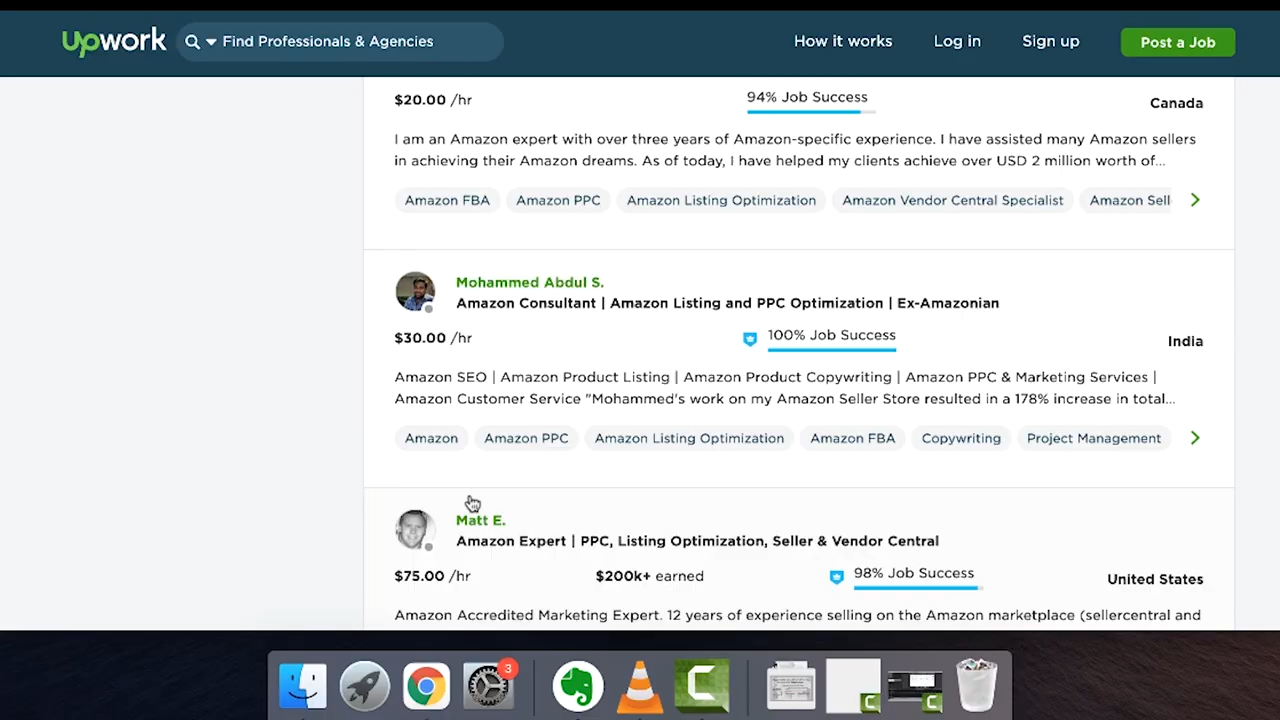 Upwork
Find Professionals & Agencies
How it works
Log in
Sign up
Post a Job
$20.00 /hr
94% Job Success
Canada
I am an Amazon expert with over three years of Amazon-specific experience. I have assisted many Amazon sellers
in achieving their Amazon dreams. As of today, I have helped my clients achieve over USD 2 million worth of...
Amazon FBA
Amazon PPC
Amazon Listing Optimization
Amazon Vendor Central Specialist
Amazon Sell
Mohammed Abdul S.
Amazon Consultant | Amazon Listing and PPC Optimization | Ex-Amazonian
$30.00 /hr
100% Job Success
India
Amazon SEO | Amazon Product Listing | Amazon Product Copywriting | Amazon PPC & Marketing Services |
Amazon Customer Service "Mohammed's work on my Amazon Seller Store resulted in a 178% increase in total...
Amazon
Amazon PPC
Amazon Listing Optimization
Amazon FBA
Copywriting
Project Management
Matt E.
Amazon Expert | PPC, Listing Optimization, Seller & Vendor Central
$75.00 /hr
$200k+ earned
98% Job Success
United States
Amazon Accredited Marketing Expert. 12 years of experience selling on the Amazon marketplace (sellercentral and
3